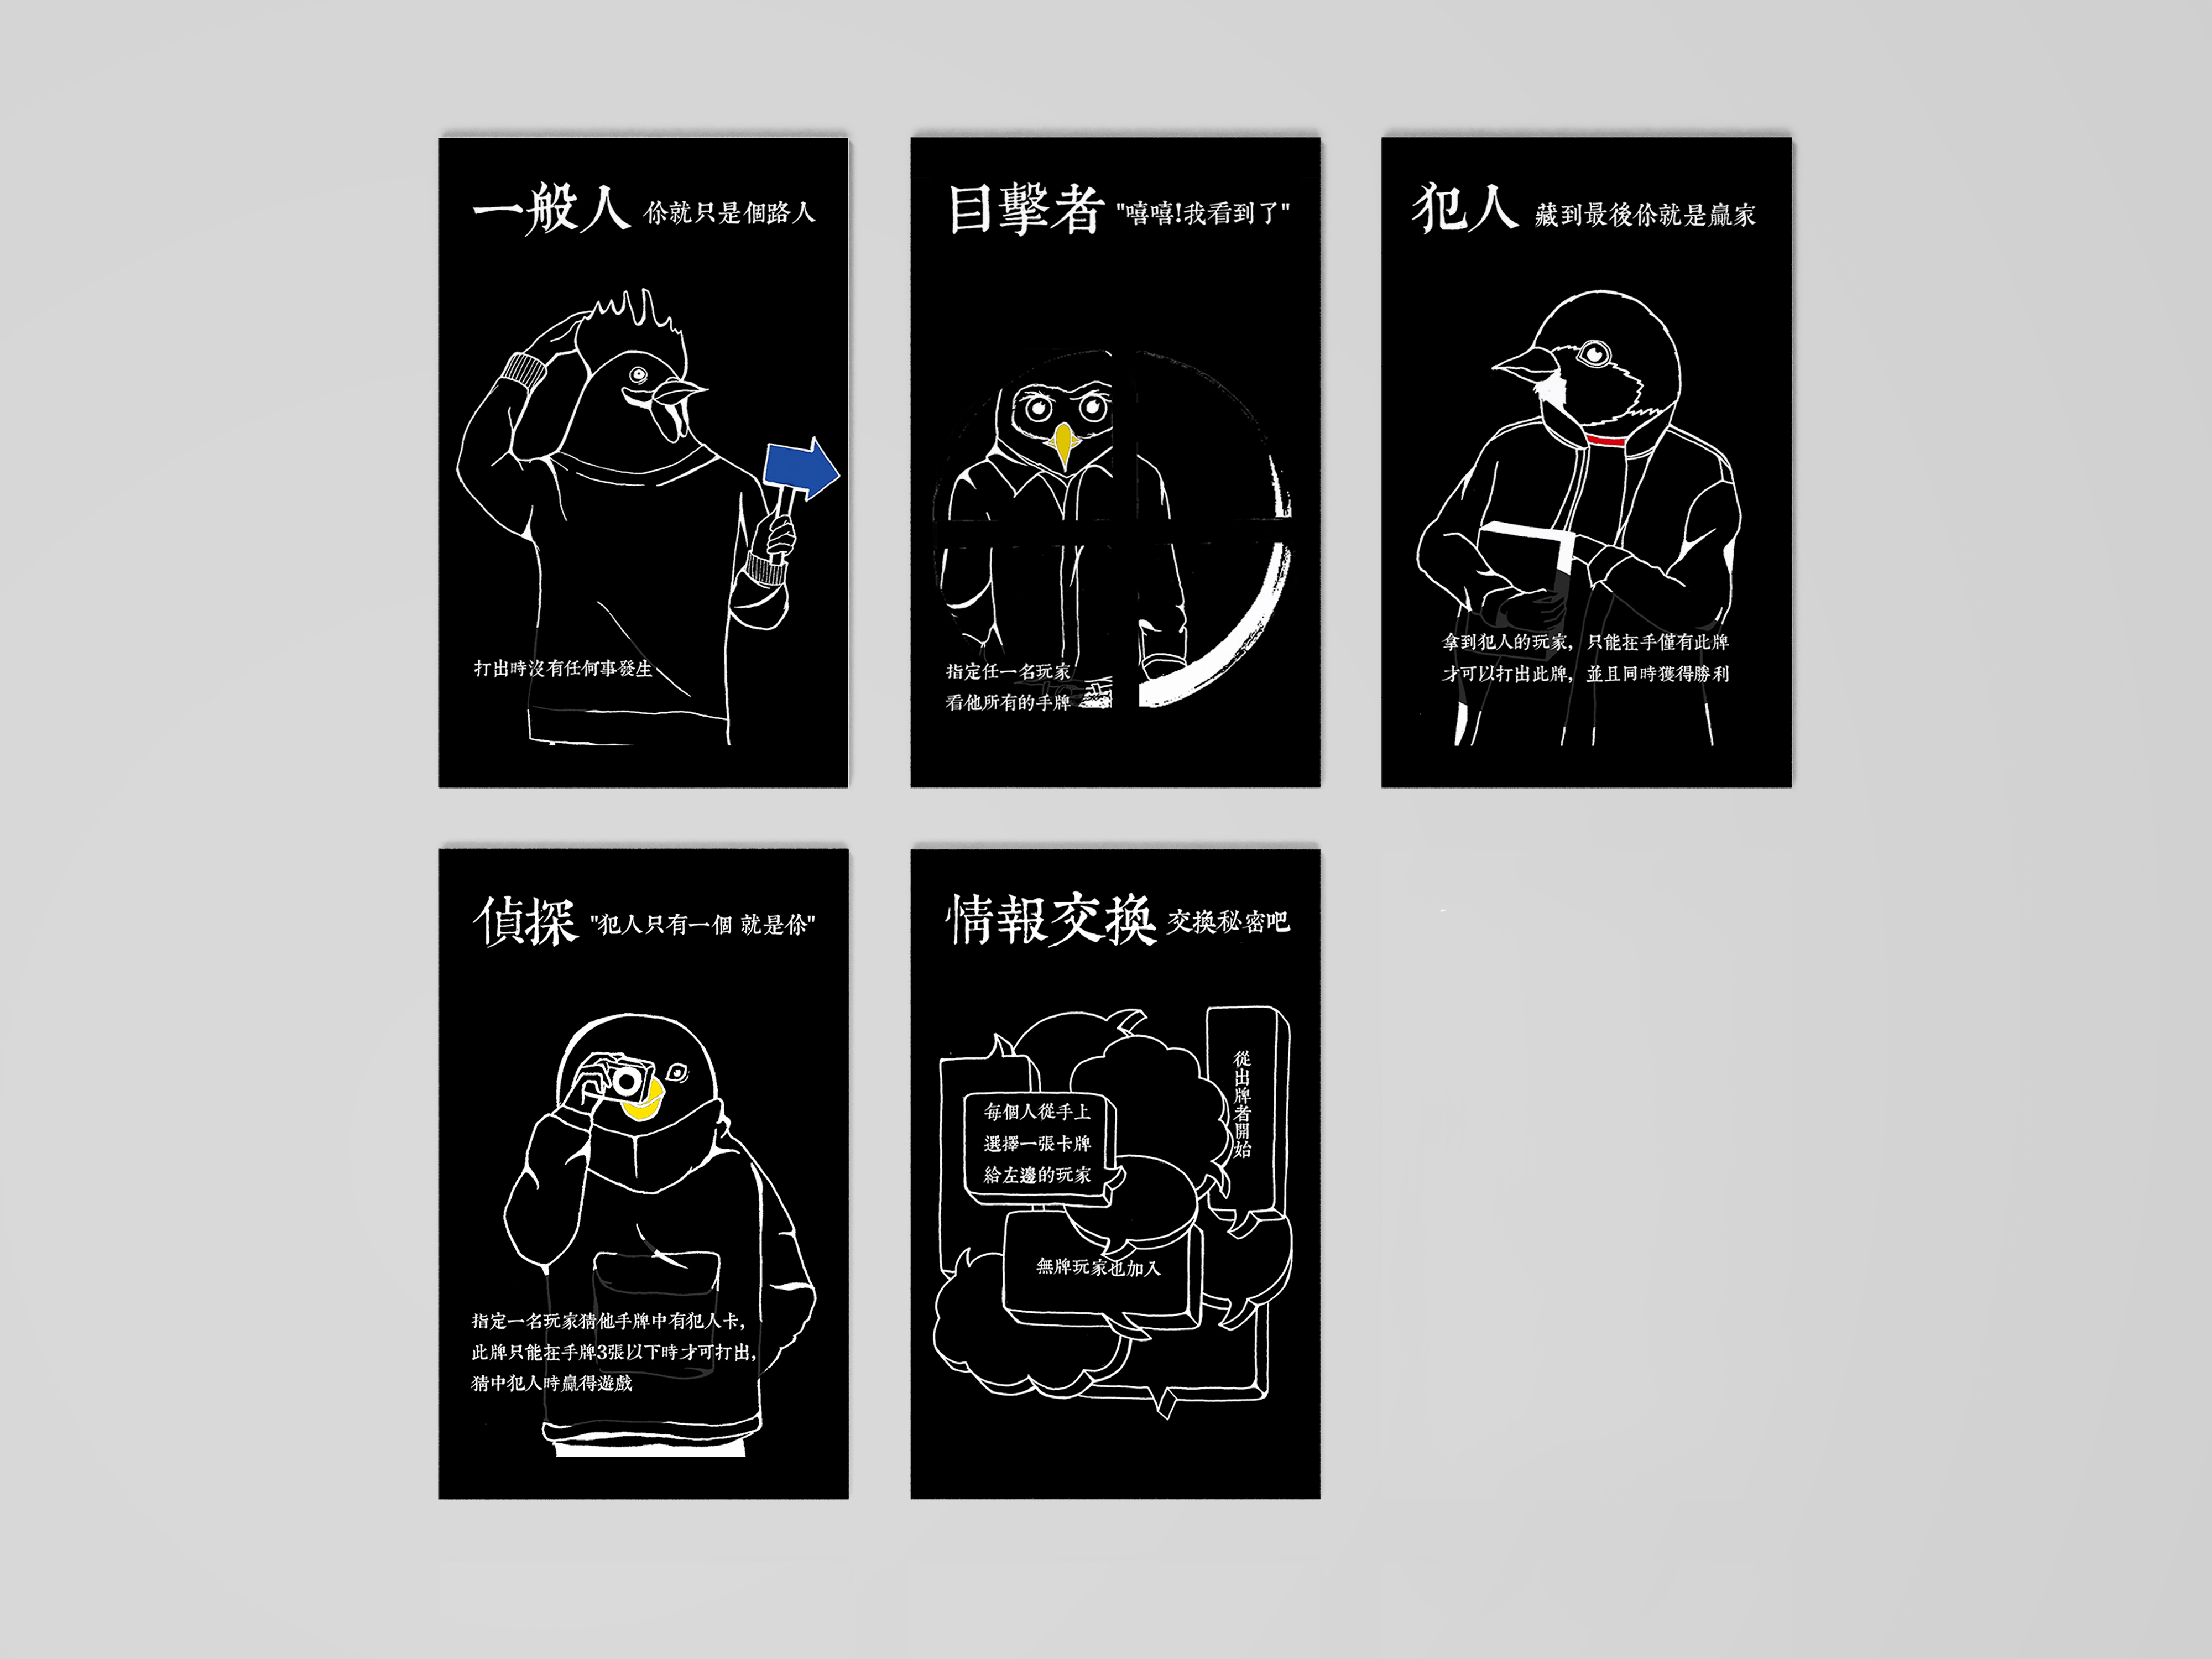 一般人 你就只是個路人
打出時沒有任何事發生
目擊者 "嘻嘻!我看到了"
指定任一名玩家
看他所有的手牌
犯人 藏到最後你就是贏家
拿到犯人的玩家，只能在手僅有此牌
才可以打出此牌，並且同時獲得勝利
偵探 "犯人只有一個 就是你"
指定一名玩家猜他手牌中有犯人卡，
此牌只能在手牌3張以下時才可打出，
猜中犯人時贏得遊戲
情報交換 交換秘密吧
從出牌者開始
每個人從手上
選擇一張卡牌
給左邊的玩家
無牌玩家也加入